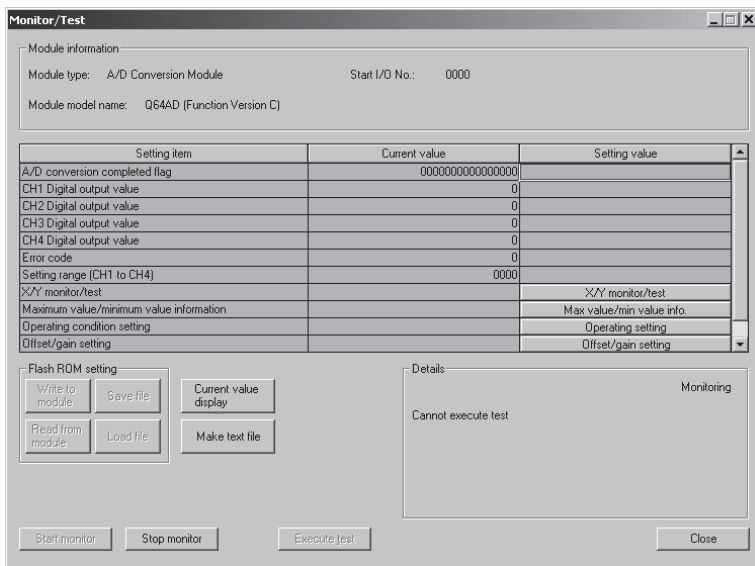 Monitor/Test
Module information
Module type: A/D Conversion Module Start I/O No.: 0000
Module model name: Q64AD (Function Version C)
Setting item Current value Setting value
A/D conversion completed flag 0000000000000000
CH1 Digital output value 0
CH2 Digital output value 0
CH3 Digital output value 0
CH4 Digital output value 0
Error code 0
Setting range (CH1 to CH4) 0000
X/Y monitor/test X/Y monitor/test
Maximum value/minimum value information Max value/min value info.
Operating condition setting Operating setting
Offset/gain setting Offset/gain setting
Flash ROM setting
Write to module
Save file
Current value display
Read from module
Load file
Make text file
Details
Monitoring
Cannot execute test
Start monitor Stop monitor Execute test Close